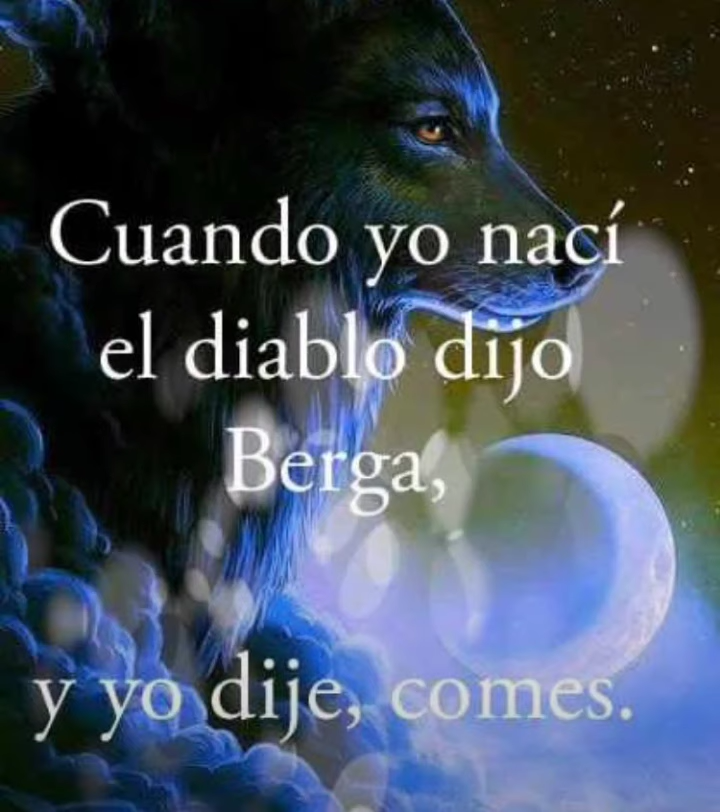 Cuando yo nací
el diablo dijo
Berga,
y yo dije, comes.